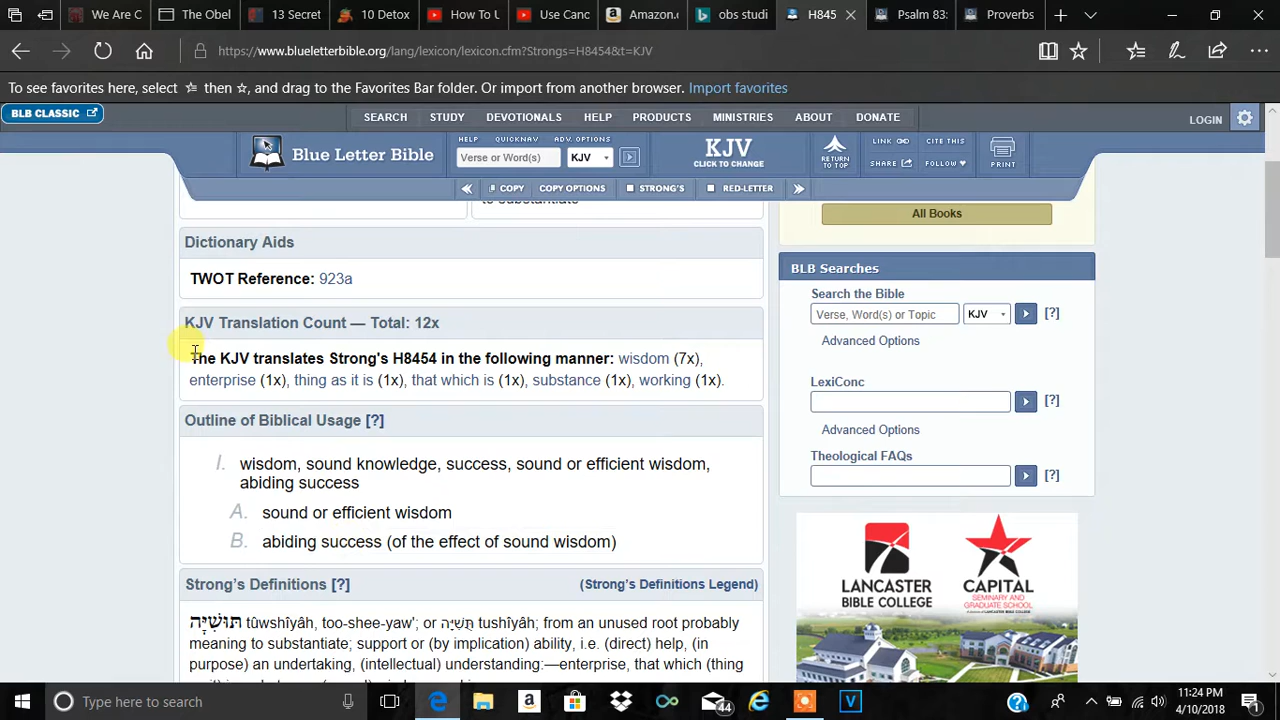 We Are C
The Obel
13 Secret
10 Detox
How To U
Use Canc
Amazon.c
obs studi
H845
Psalm 83:
Proverbs
https://www.blueletterbible.org/lang/lexicon/lexicon.cfm?Strongs=H8454&t=KJV
To see favorites here, select then, and drag to the Favorites Bar folder. Or import from another browser. Import favorites
BLB CLASSIC
SEARCH STUDY DEVOTIONALS HELP PRODUCTS MINISTRIES ABOUT DONATE
LOGIN
Blue Letter Bible
HELP QUICKNAV ADV. OPTIONS
Verse or Word(s) KJV
KJV
CLICK TO CHANGE
RETURN TO TOP
LINK CITE THIS
SHARE FOLLOW
PRINT
COPY COPY OPTIONS STRONG'S RED-LETTER
to substantiate
Dictionary Aids
TWOT Reference: 923a
KJV Translation Count — Total: 12x
The KJV translates Strong's H8454 in the following manner: wisdom (7x),
enterprise (1x), thing as it is (1x), that which is (1x), substance (1x), working (1x).
Outline of Biblical Usage [?]
I. wisdom, sound knowledge, success, sound or efficient wisdom,
abiding success
A. sound or efficient wisdom
B. abiding success (of the effect of sound wisdom)
Strong's Definitions [?] (Strong's Definitions Legend)
תּוּשִׁיָּה tûwshîyâh, too-shee-yaw'; or תֻּשִׁיָּה tushîyâh; from an unused root probably
meaning to substantiate; support or (by implication) ability, i.e. (direct) help, (in
purpose) an undertaking, (intellectual) understanding:—enterprise, that which (thing
All Books
BLB Searches
Search the Bible
Verse, Word(s) or Topic KJV [?]
Advanced Options
LexiConc
[?]
Advanced Options
Theological FAQs
[?]
LANCASTER
BIBLE COLLEGE
CAPITAL
SEMINARY AND
GRADUATE SCHOOL
Type here to search
44
11:24 PM
4/10/2018
1